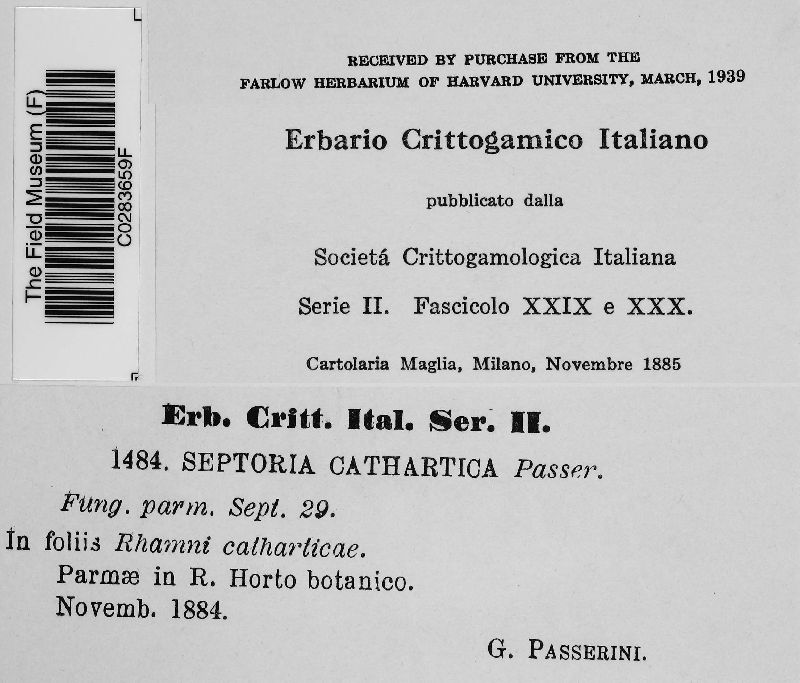 The Field Museum (F)
C0283659F
RECEIVED BY PURCHASE FROM THE
FARLOW HERBARIUM OF HARVARD UNIVERSITY, MARCH, 1939
Erbario Crittogamico Italiano
pubblicato dalla
Societá Crittogamologica Italiana
Serie II. Fascicolo XXIX e XXX.
Cartolaria Maglia, Milano, Novembre 1885
Erb. Critt. Ital. Ser. II.
1484. SEPTORIA CATHARTICA Passer.
Fung. parm. Sept. 29.
In foliis Rhamni catharticae.
Parmæ in R. Horto botanico.
Novemb. 1884.
G. PASSERINI.